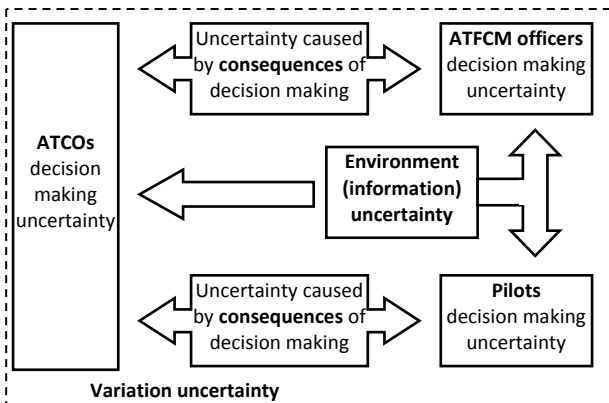 Uncertainty caused
by consequences of
decision making
ATFCM officers
decision making
uncertainty
ATCOs
decision
making
uncertainty
Environment
(information)
uncertainty
Uncertainty caused
by consequences of
decision making
Pilots
decision making
uncertainty
Variation uncertainty